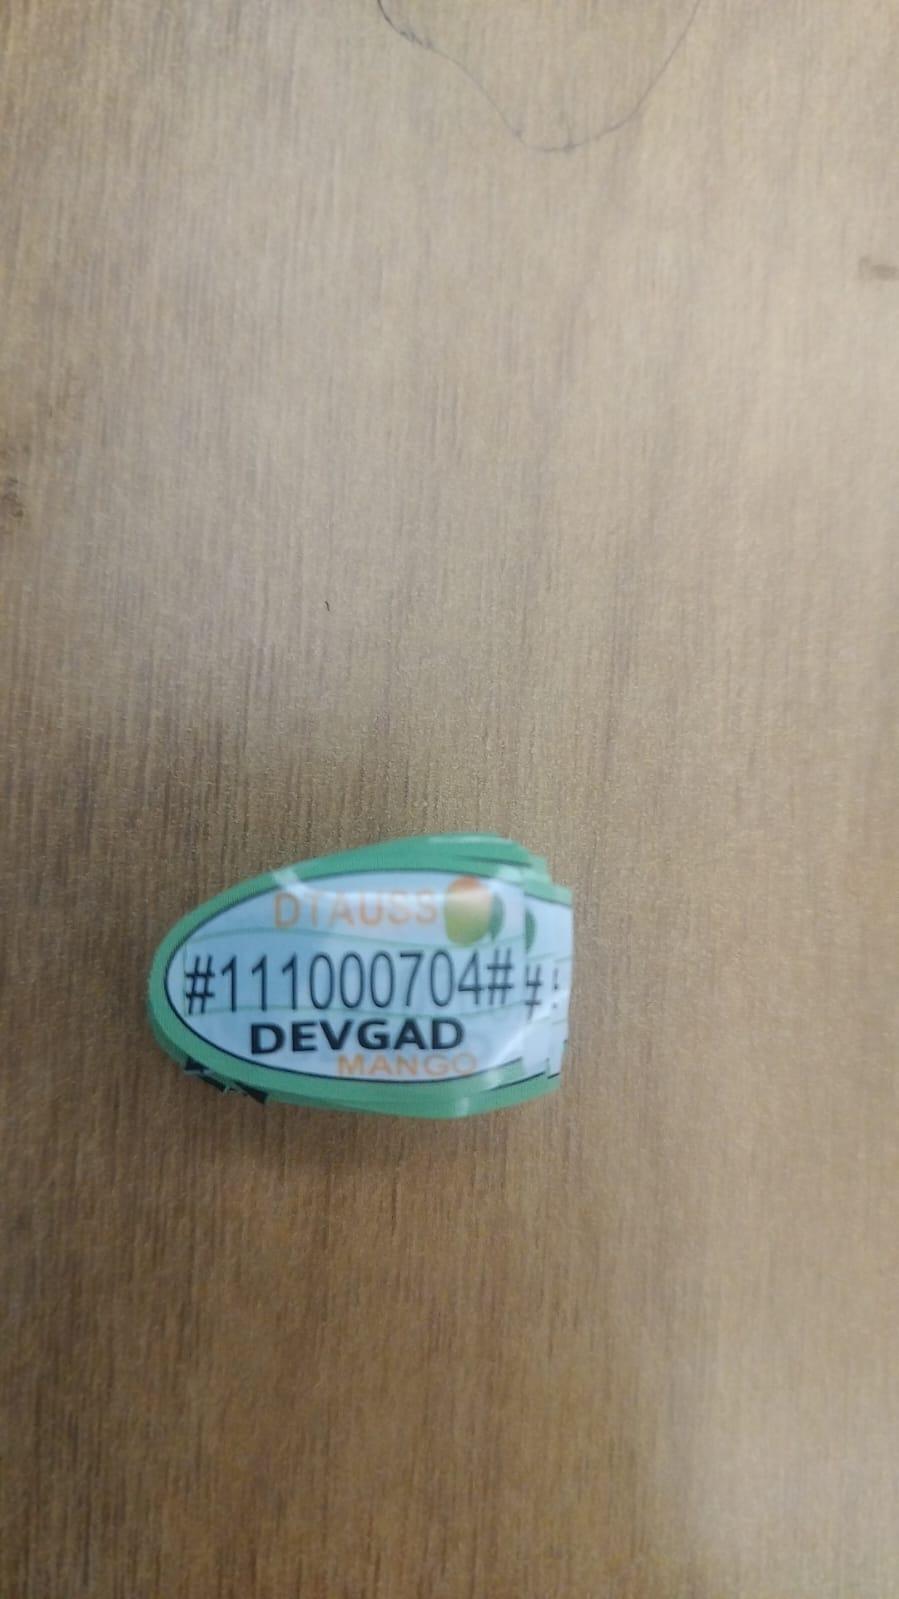 DTAUSS
#111000704# #
DEVGAD
MANGO